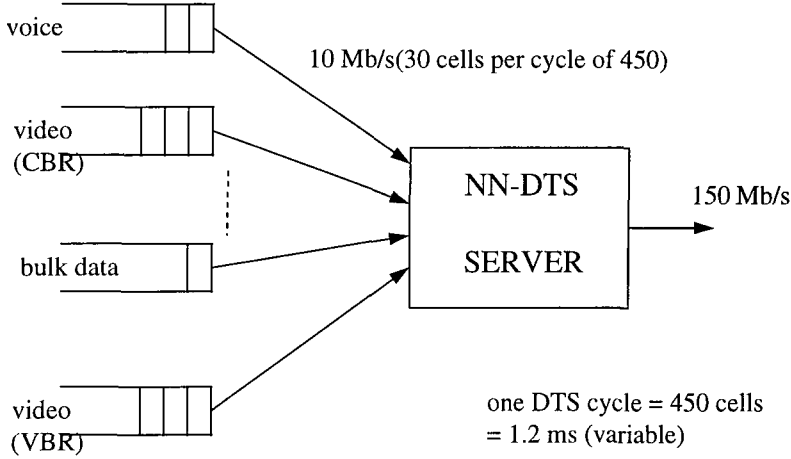 voice
10 Mb/s(30 cells per cycle of 450)
video
(CBR)
NN-DTS
SERVER
150 Mb/s
bulk data
video
(VBR)
one DTS cycle = 450 cells
= 1.2 ms (variable)